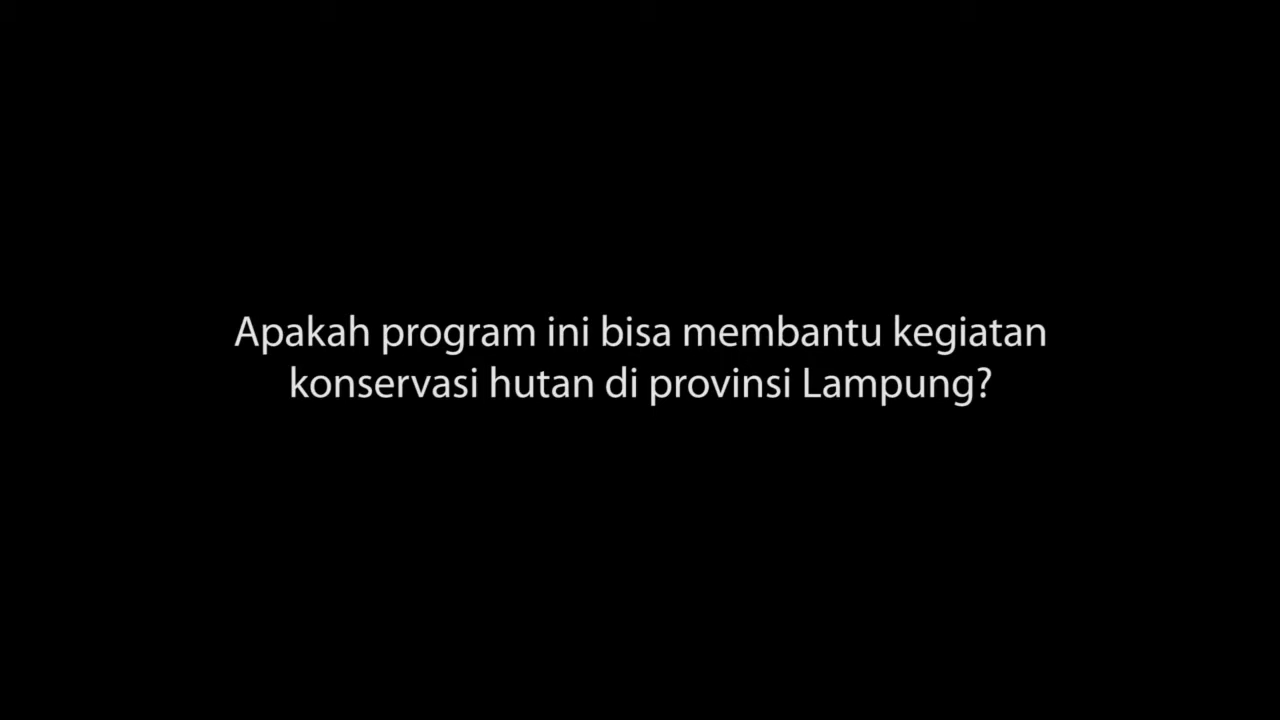 Apakah program ini bisa membantu kegiatan
konservasi hutan di provinsi Lampung?